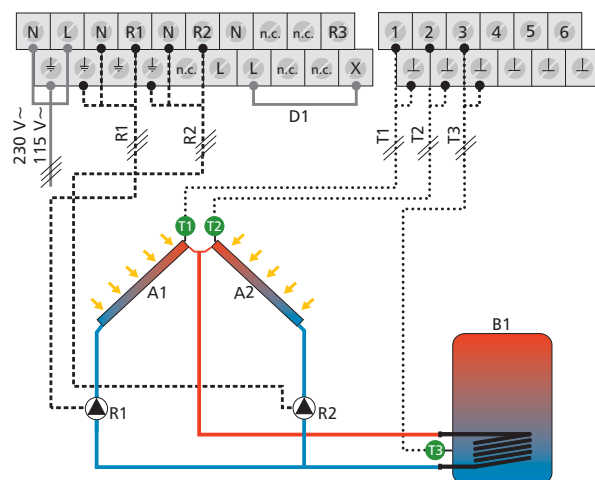 N L N R1 N R2 N n.c. n.c. R3
n.c. L L n.c. n.c. X
D1
1 2 3 4 5 6
230 V~
115 V~
R1
R2
T1
T2
T3
T1 T2
A1 A2
B1
R1 R2
T3